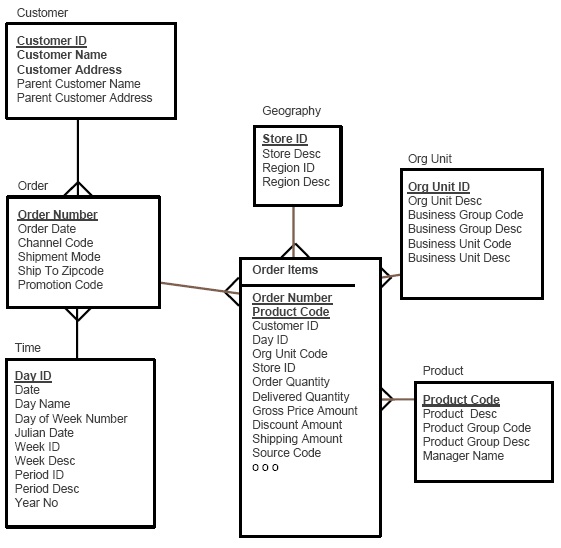 Customer
Customer ID
Customer Name
Customer Address
Parent Customer Name
Parent Customer Address
Geography
Store ID
Store Desc
Region ID
Region Desc
Org Unit
Org Unit ID
Org Unit Desc
Business Group Code
Business Group Desc
Business Unit Code
Business Unit Desc
Order
Order Number
Order Date
Channel Code
Shipment Mode
Ship To Zipcode
Promotion Code
Order Items
Order Number
Product Code
Customer ID
Day ID
Org Unit Code
Store ID
Order Quantity
Delivered Quantity
Gross Price Amount
Discount Amount
Shipping Amount
Source Code
o o o
Time
Day ID
Date
Day Name
Day of Week Number
Julian Date
Week ID
Week Desc
Period ID
Period Desc
Year No
Product
Product Code
Product  Desc
Product Group Code
Product Group Desc
Manager Name